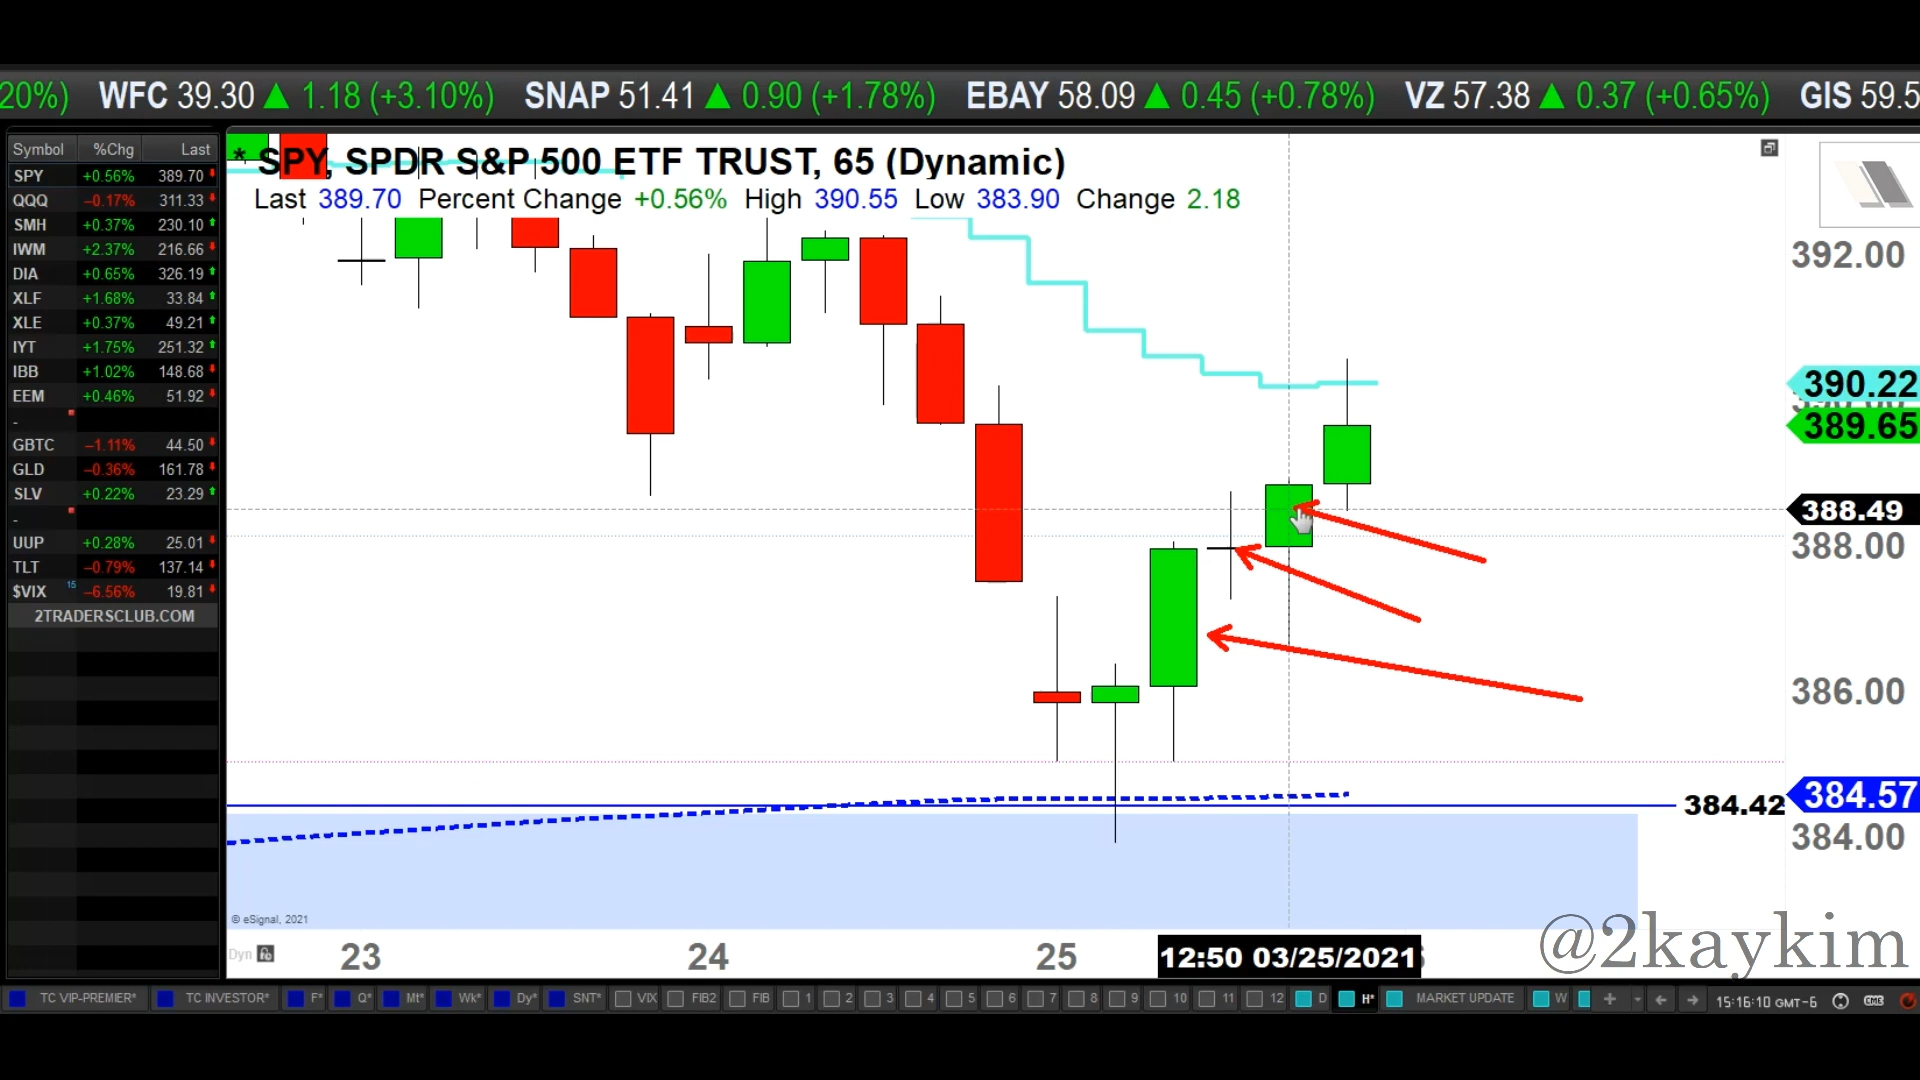 20%) WFC 39.30 ▲ 1.18 (+3.10%) SNAP 51.41 ▲ 0.90 (+1.78%) EBAY 58.09 ▲ 0.45 (+0.78%) VZ 57.38 ▲ 0.37 (+0.65%) GIS 59.5
Symbol %Chg Last
SPY +0.56% 389.70
QQQ –0.17% 311.33
SMH +0.37% 230.10
IWM +2.37% 216.66
DIA +0.65% 326.19
XLF +1.68% 33.84
XLE +0.37% 49.21
IYT +1.75% 251.32
IBB +1.02% 148.68
EEM +0.46% 51.92
-
GBTC –1.11% 44.50
GLD –0.36% 161.78
SLV +0.22% 23.29
-
UUP +0.28% 25.01
TLT –0.79% 137.14
$VIX 15 –6.56% 19.81
2TRADERSCLUB.COM
* SPY, SPDR S&P 500 ETF TRUST, 65 (Dynamic)
Last 389.70 Percent Change +0.56% High 390.55 Low 383.90 Change 2.18
392.00
390.22
390.00
389.65
388.49
388.00
386.00
384.57
384.42
384.00
© eSignal, 2021
@2kaykim
Dyn
23 24 25 12:50 03/25/2021
TC VIP-PREMIER* TC INVESTOR* F* Q* Mt* Wk* Dy* SNT* VIX FIB2 FIB 1 2 3 4 5 6 7 8 9 10 11 12 D H* MARKET UPDATE W + 15:16:10 GMT-6 CME